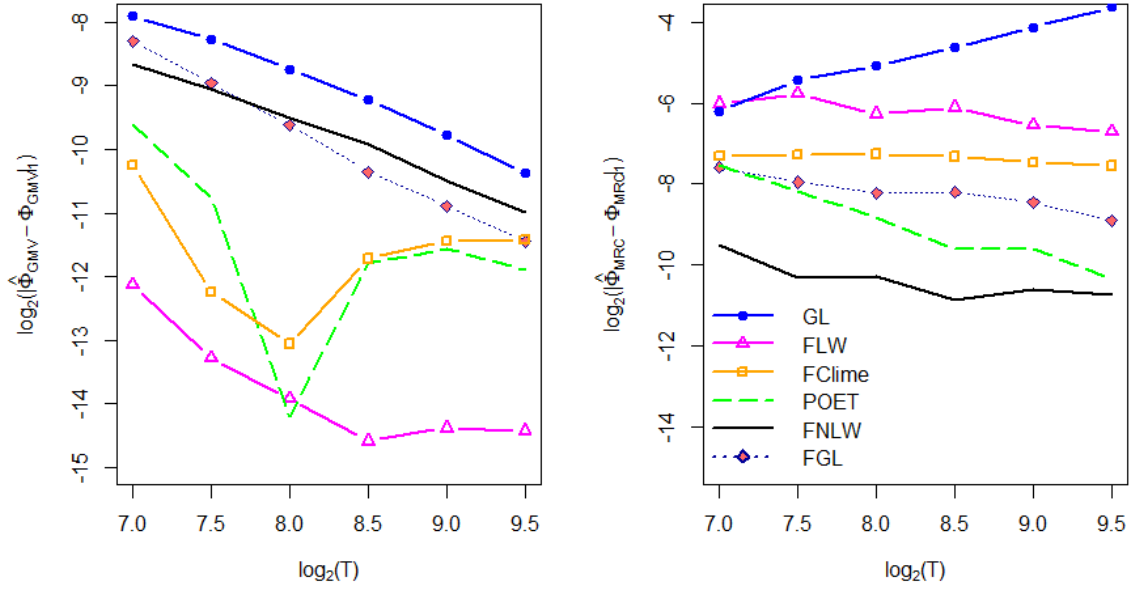 log₂(|Φ̂GMV − ΦGMV|)
-8
-9
-10
-11
-12
-13
-14
-15
7.0 7.5 8.0 8.5 9.0 9.5
log₂(T)
log₂(|Φ̂MRC − ΦMRC|)
-4
-6
-8
-10
-12
-14
GL
FLW
FClime
POET
FNLW
FGL
7.0 7.5 8.0 8.5 9.0 9.5
log₂(T)